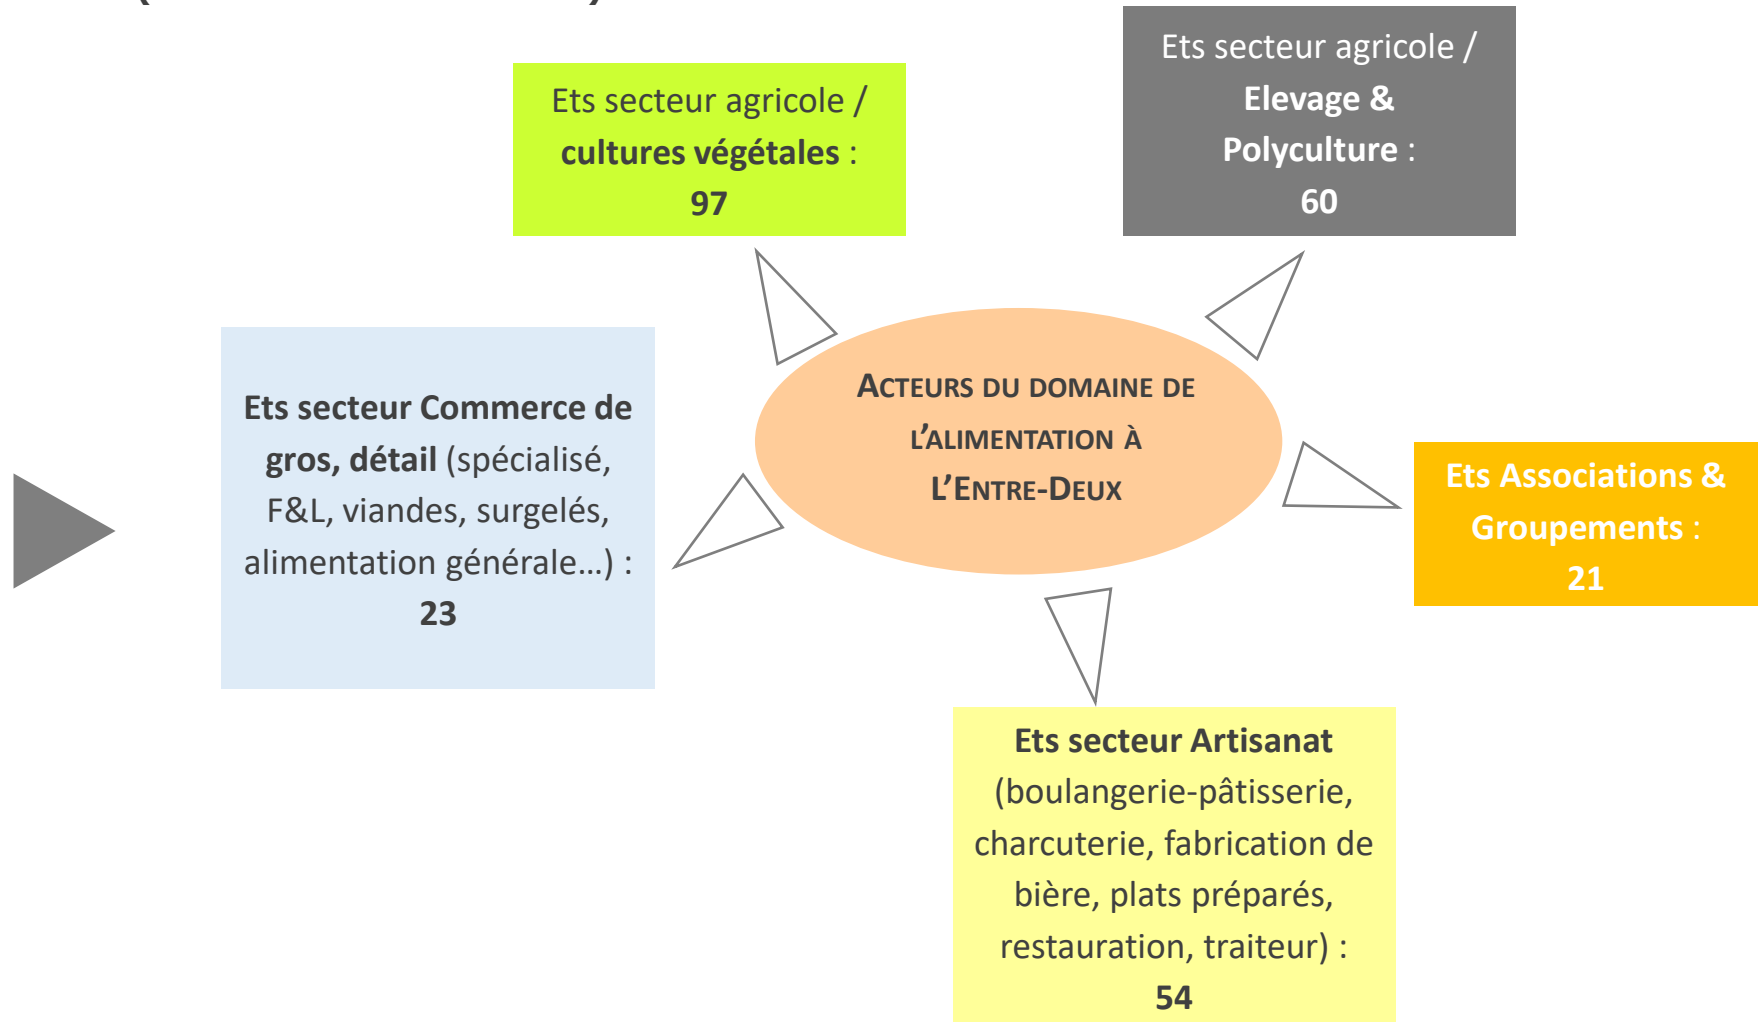 Ets secteur agricole /
Elevage &
Polyculture :
60
Ets secteur agricole /
cultures végétales :
97
Ets secteur Commerce de
gros, détail (spécialisé,
F&L, viandes, surgelés,
alimentation générale…) :
23
ACTEURS DU DOMAINE DE
L’ALIMENTATION À
L’ENTRE-DEUX
Ets Associations &
Groupements :
21
Ets secteur Artisanat
(boulangerie-pâtisserie,
charcuterie, fabrication de
bière, plats préparés,
restauration, traiteur) :
54